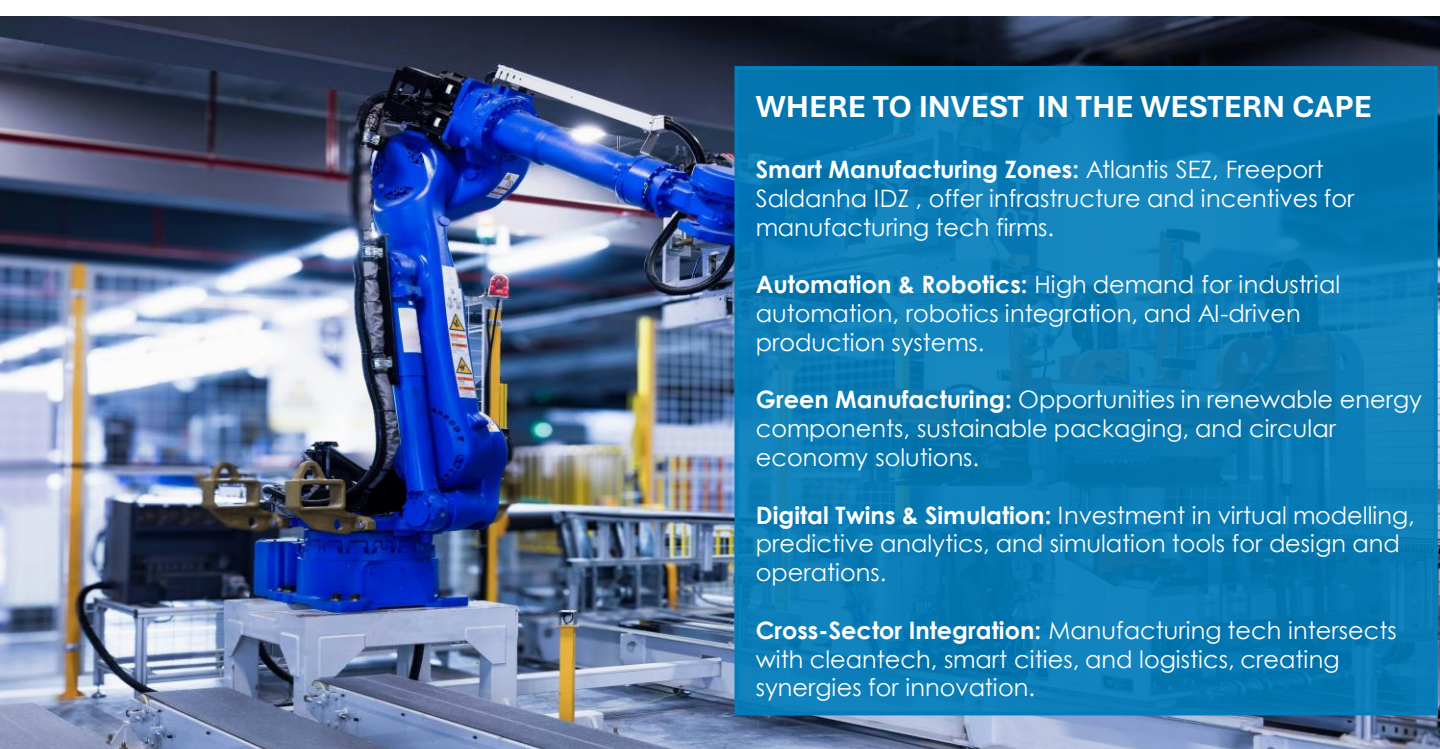 WHERE TO INVEST  IN THE WESTERN CAPE
Smart Manufacturing Zones: Atlantis SEZ, Freeport
Saldanha IDZ , offer infrastructure and incentives for
manufacturing tech firms.
Automation & Robotics: High demand for industrial
automation, robotics integration, and AI-driven
production systems.
Green Manufacturing: Opportunities in renewable energy
components, sustainable packaging, and circular
economy solutions.
Digital Twins & Simulation: Investment in virtual modelling,
predictive analytics, and simulation tools for design and
operations.
Cross-Sector Integration: Manufacturing tech intersects
with cleantech, smart cities, and logistics, creating
synergies for innovation.